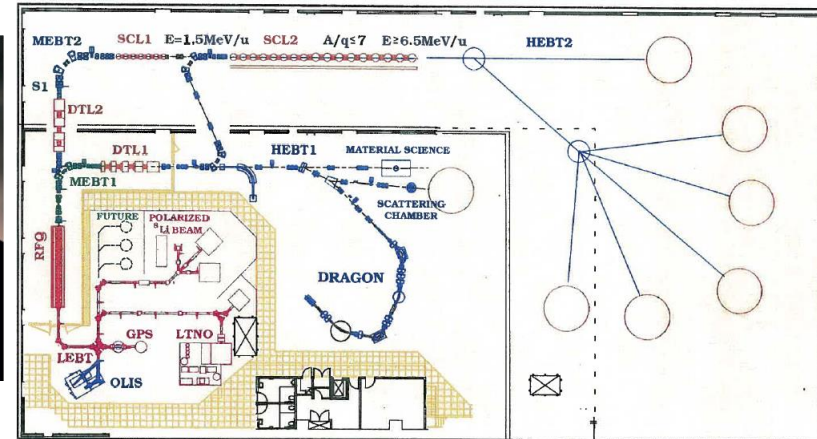 MEBT2 SCL1 E=1.5MeV/u SCL2 A/q≤7 E≥6.5MeV/u HEBT2
S1
DTL2
DTL1 HEBT1 MATERIAL SCIENCE
MEBT1
SCATTERING
CHAMBER
FUTURE POLARIZED
⁸Li BEAM
RFQ
DRAGON
LEBT GPS LTNO
OLIS